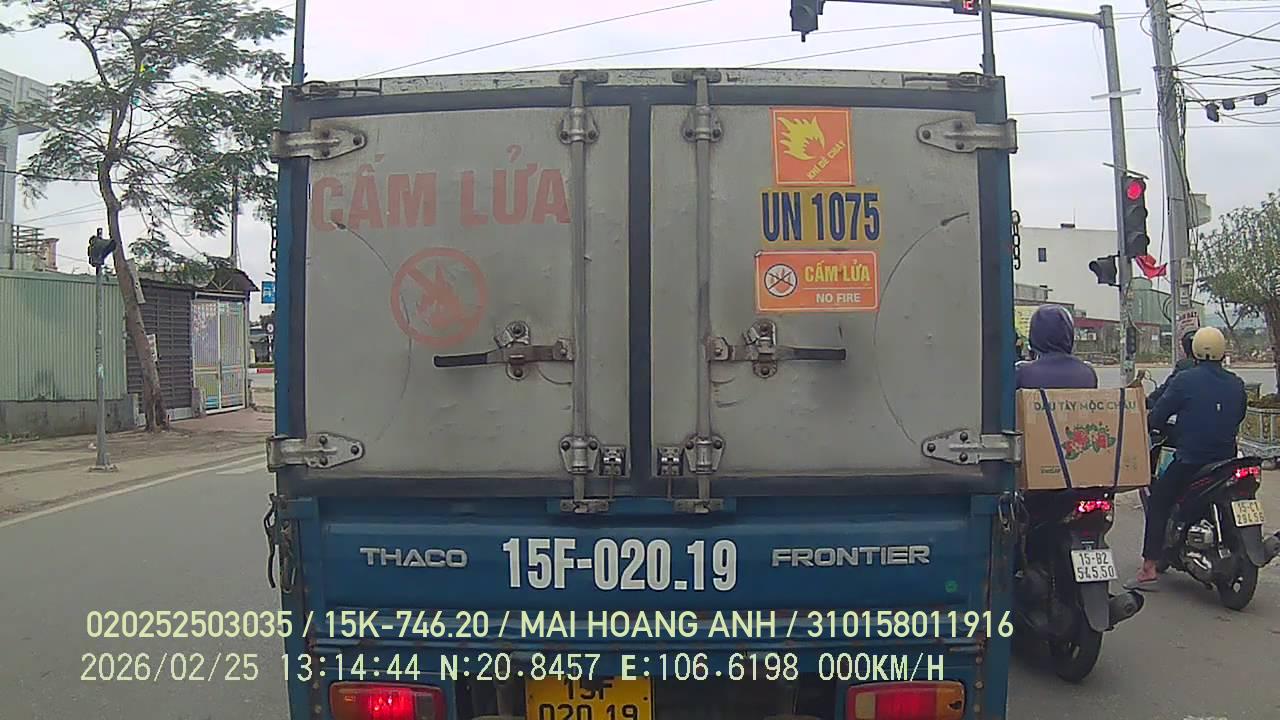 CẤM LỬA
KHÍ DỄ CHÁY
UN 1075
CẤM LỬA
NO FIRE
DÂU TÂY MỘC CHÂU
THACO
15F-020.19
FRONTIER
15-B2
545.50
020252503035 / 15K-746.20 / MAI HOANG ANH / 310158011916
2026/02/25 13:14:44 N:20.8457 E:106.6198 000KM/H
15F
020.19